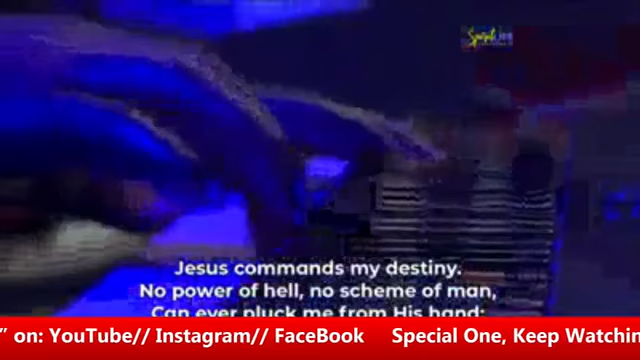 Jesus commands my destiny.
No power of hell, no scheme of man,
Can ever pluck me from His hand;
” on: YouTube// Instagram// FaceBook Special One, Keep Watchin